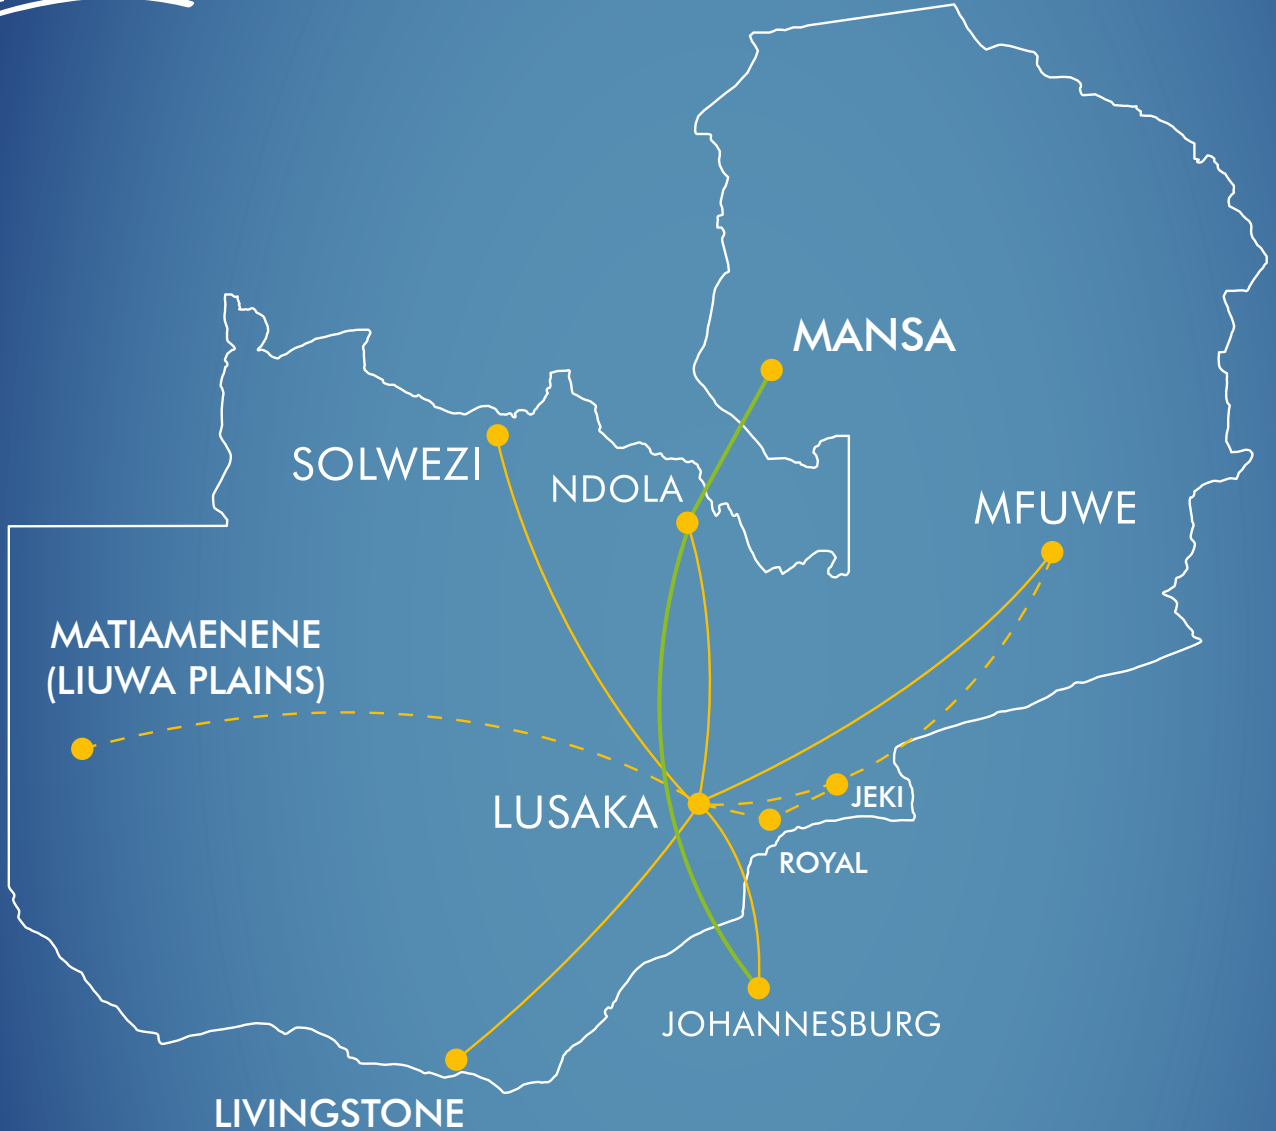 MANSA
SOLWEZI
NDOLA
MFUWE
MATIAMENENE
(LIUWA PLAINS)
JEKI
LUSAKA
ROYAL
JOHANNESBURG
LIVINGSTONE